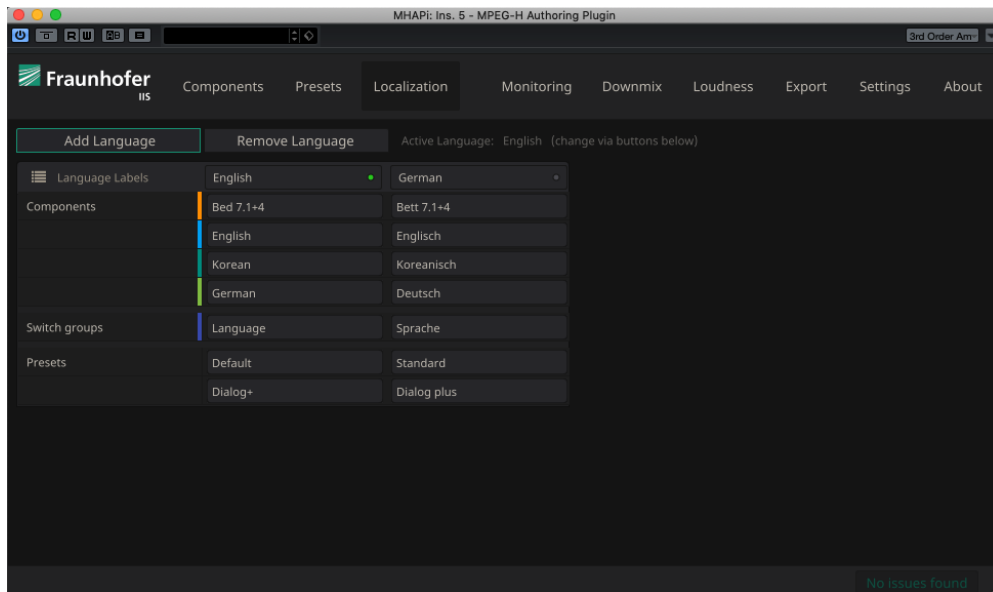 MHAPi: Ins. 5 - MPEG-H Authoring Plugin
R W
3rd Order Am
Fraunhofer
IIS
Components Presets Localization Monitoring Downmix Loudness Export Settings About
Add Language Remove Language Active Language: English (change via buttons below)
Language Labels English German
Components Bed 7.1+4 Bett 7.1+4
English Englisch
Korean Koreanisch
German Deutsch
Switch groups Language Sprache
Presets Default Standard
Dialog+ Dialog plus
No issues found